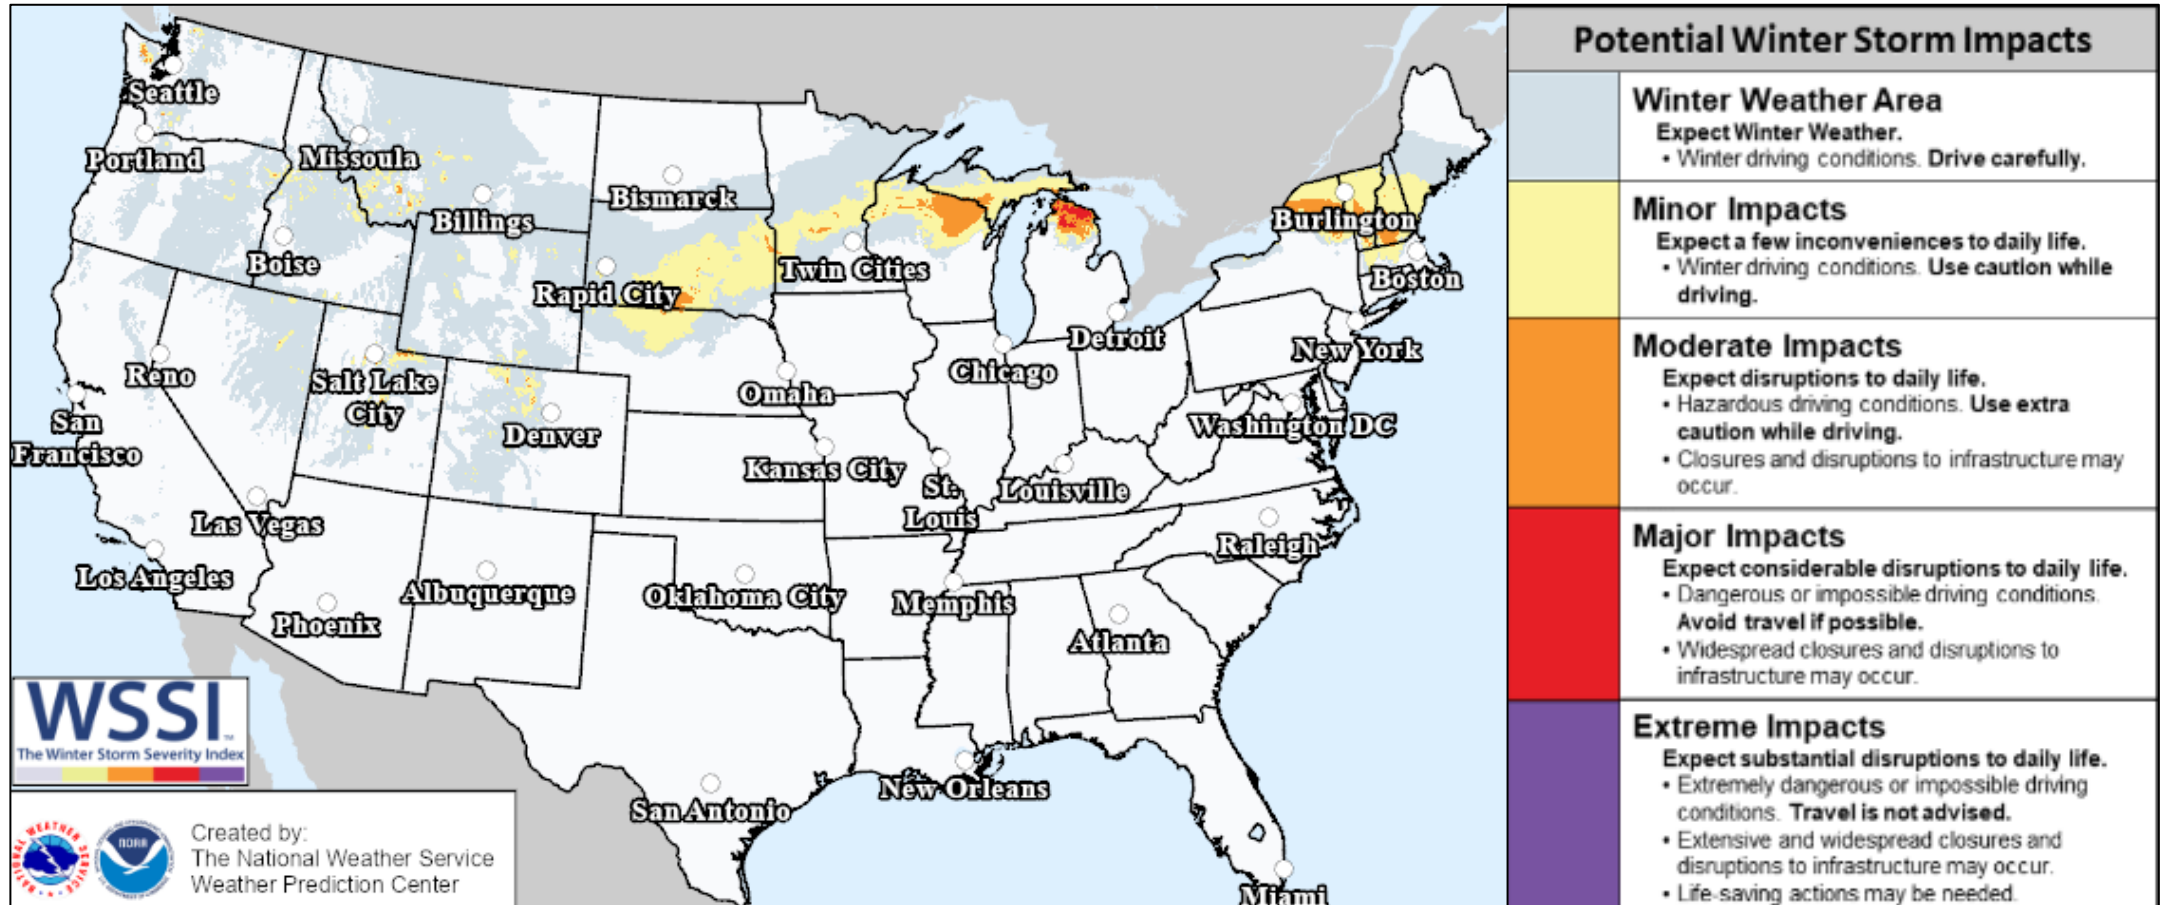 Seattle
Portland
Missoula
Billings
Bismarck
Boise
Rapid City
Twin Cities
Burlington
Boston
Detroit
New York
Chicago
Reno
Salt Lake
City
Omaha
Denver
San
Francisco
Washington DC
Kansas City
St.
Louis
Louisville
Las Vegas
Raleigh
Los Angeles
Albuquerque
Oklahoma City
Memphis
Phoenix
Atlanta
New Orleans
San Antonio
Miami
WSSI
The Winter Storm Severity Index
NATIONAL WEATHER SERVICE
NOAA
Created by:
The National Weather Service
Weather Prediction Center
Potential Winter Storm Impacts
Winter Weather Area
Expect Winter Weather.
• Winter driving conditions. Drive carefully.
Minor Impacts
Expect a few inconveniences to daily life.
• Winter driving conditions. Use caution while
driving.
Moderate Impacts
Expect disruptions to daily life.
• Hazardous driving conditions. Use extra
caution while driving.
• Closures and disruptions to infrastructure may
occur.
Major Impacts
Expect considerable disruptions to daily life.
• Dangerous or impossible driving conditions.
Avoid travel if possible.
• Widespread closures and disruptions to
infrastructure may occur.
Extreme Impacts
Expect substantial disruptions to daily life.
• Extremely dangerous or impossible driving
conditions. Travel is not advised.
• Extensive and widespread closures and
disruptions to infrastructure may occur.
• Life-saving actions may be needed.